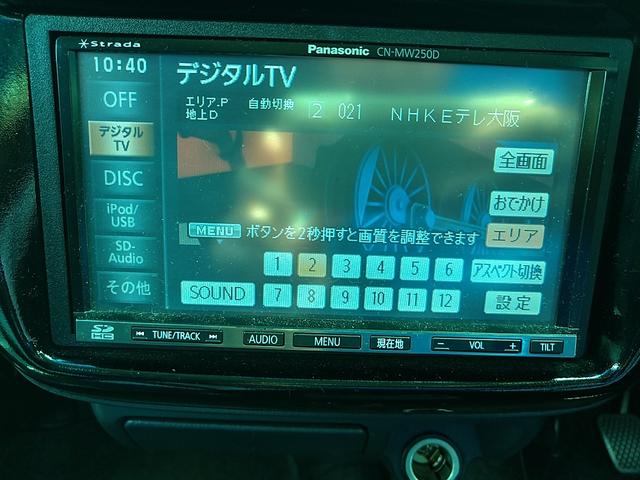 Strada
Panasonic CN-MW250D
10:40
デジタルTV
OFF
エリア.P 自動切換 2 021 NHKEテレ大阪
地上D
デジタル
TV
全画面
DISC
おでかけ
iPod/
USB
MENU ボタンを2秒押すと画質を調整できます
エリア
SD-
Audio
1 2 3 4 5 6
アスペクト切換
その他
SOUND
7 8 9 10 11 12
設定
SD HC
TUNE/TRACK
AUDIO
MENU
現在地
− VOL +
TILT